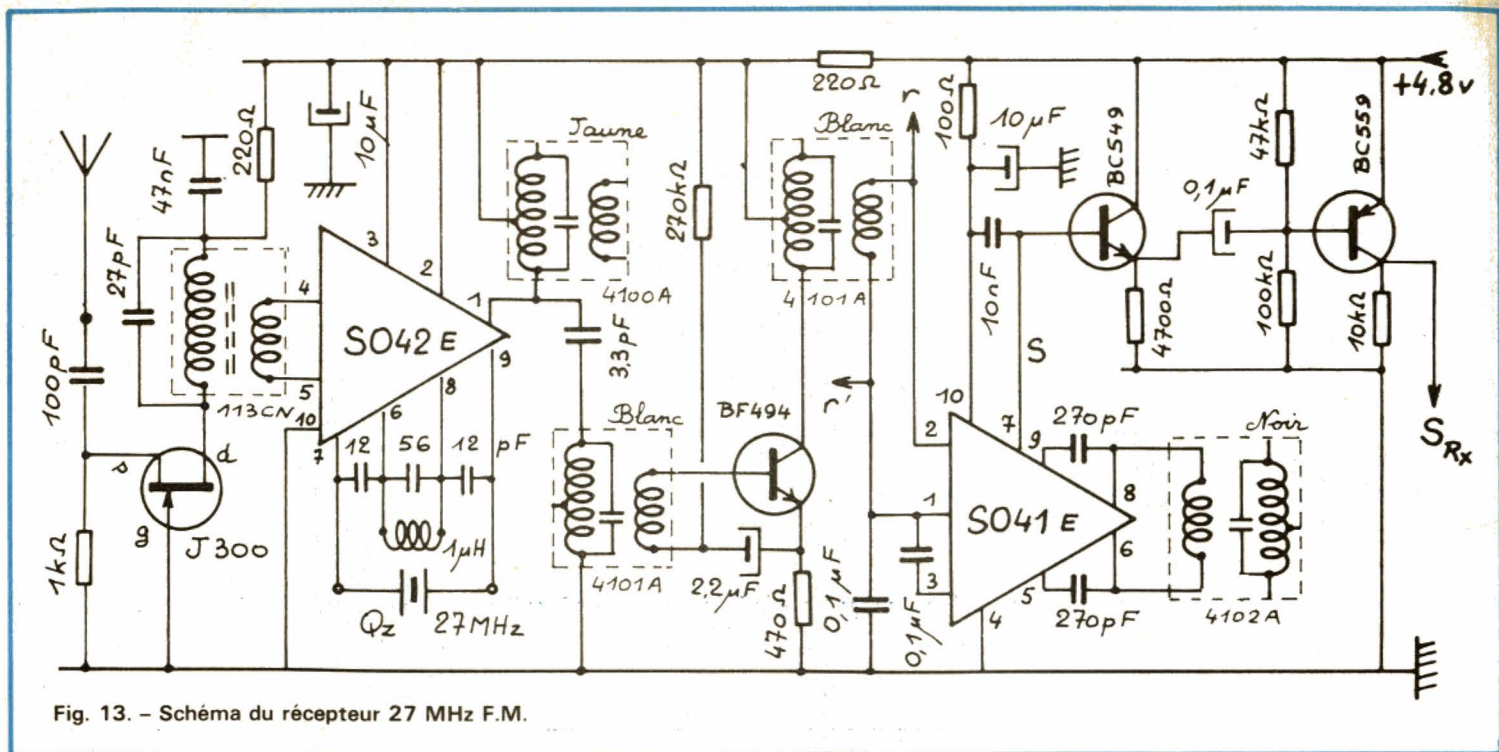 100pF
1kΩ
27pF
47nF
220Ω
113CN
s
d
g
J300
10µF
3
2
4
1
SO42 E
5
10
9
8
6
7
12
56
12
pF
1µH
Qz
27MHz
Jaune
4100A
3,3pF
Blanc
4101A
270kΩ
BF494
2,2µF
470Ω
220Ω
Blanc
4101A
r
r'
0,1µF
0,1µF
100Ω
10µF
10nF
S
10
7
2
9
1
SO41 E
8
3
6
5
4
270pF
270pF
Noir
4102A
BC549
4700Ω
0,1µF
47kΩ
100kΩ
BC559
10kΩ
+4.8v
SRx
Fig. 13. – Schéma du récepteur 27 MHz F.M.